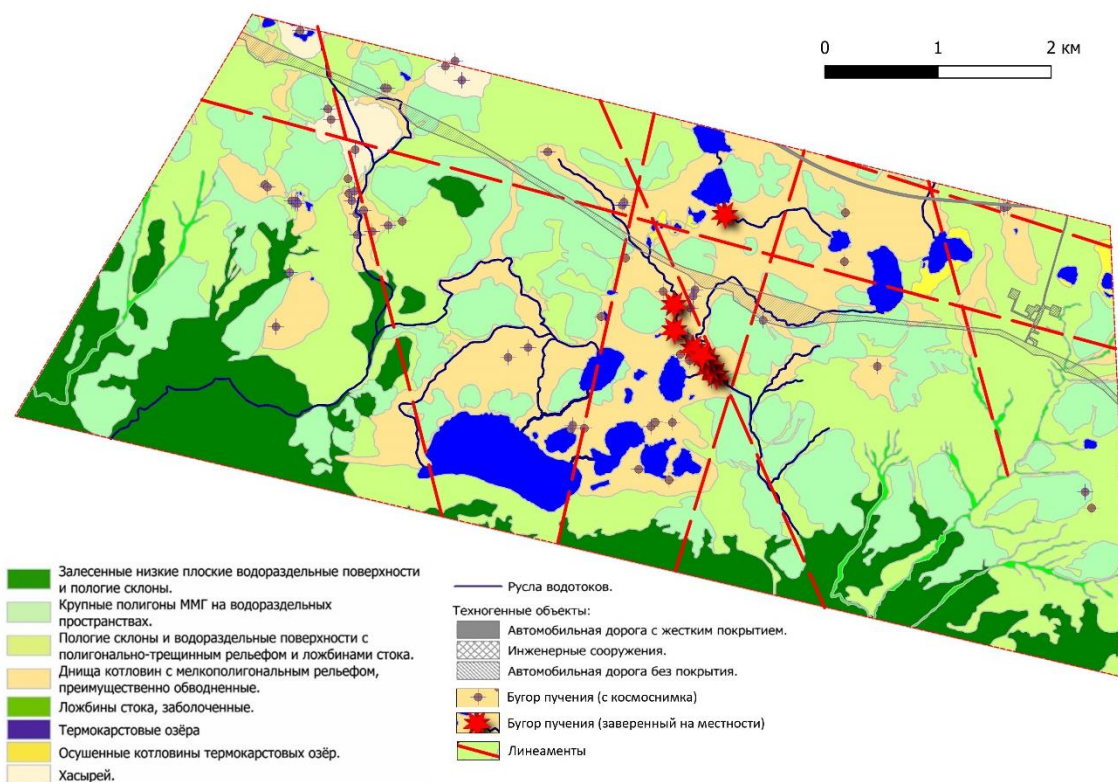 0 1 2 км
Залесенные низкие плоские водораздельные поверхности
и пологие склоны.
Крупные полигоны ММГ на водораздельных
пространствах.
Пологие склоны и водораздельные поверхности с
полигонально-трещинным рельефом и ложбинами стока.
Днища котловин с мелкополигональным рельефом,
преимущественно обводненные.
Ложбины стока, заболоченные.
Термокарстовые озёра
Осушенные котловины термокарстовых озёр.
Хасырей.
Русла водотоков.
Техногенные объекты:
Автомобильная дорога с жестким покрытием.
Инженерные сооружения.
Автомобильная дорога без покрытия.
Бугор пучения (с космоснимка)
Бугор пучения (заверенный на местности)
Линеаменты